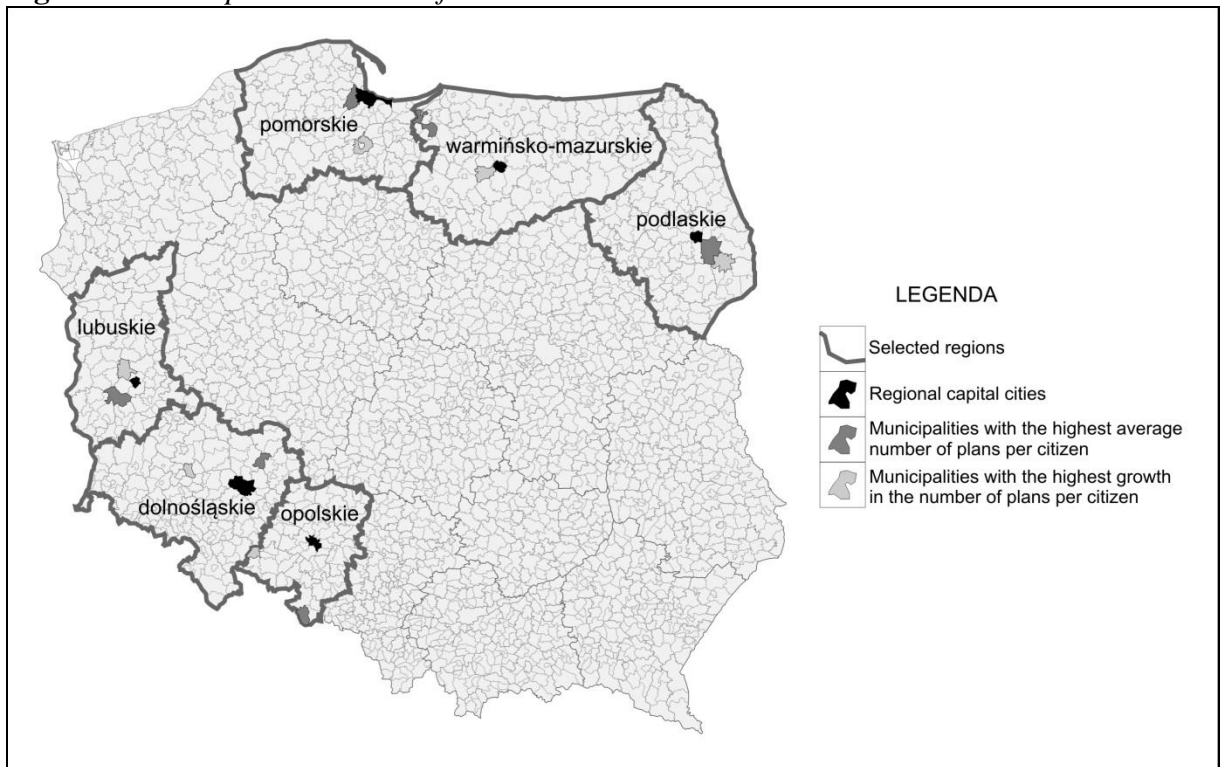 pomorskie
warmińsko-mazurskie
podlaskie
lubuskie
dolnośląskie
opolskie
LEGENDA
Selected regions
Regional capital cities
Municipalities with the highest average
number of plans per citizen
Municipalities with the highest growth
in the number of plans per citizen